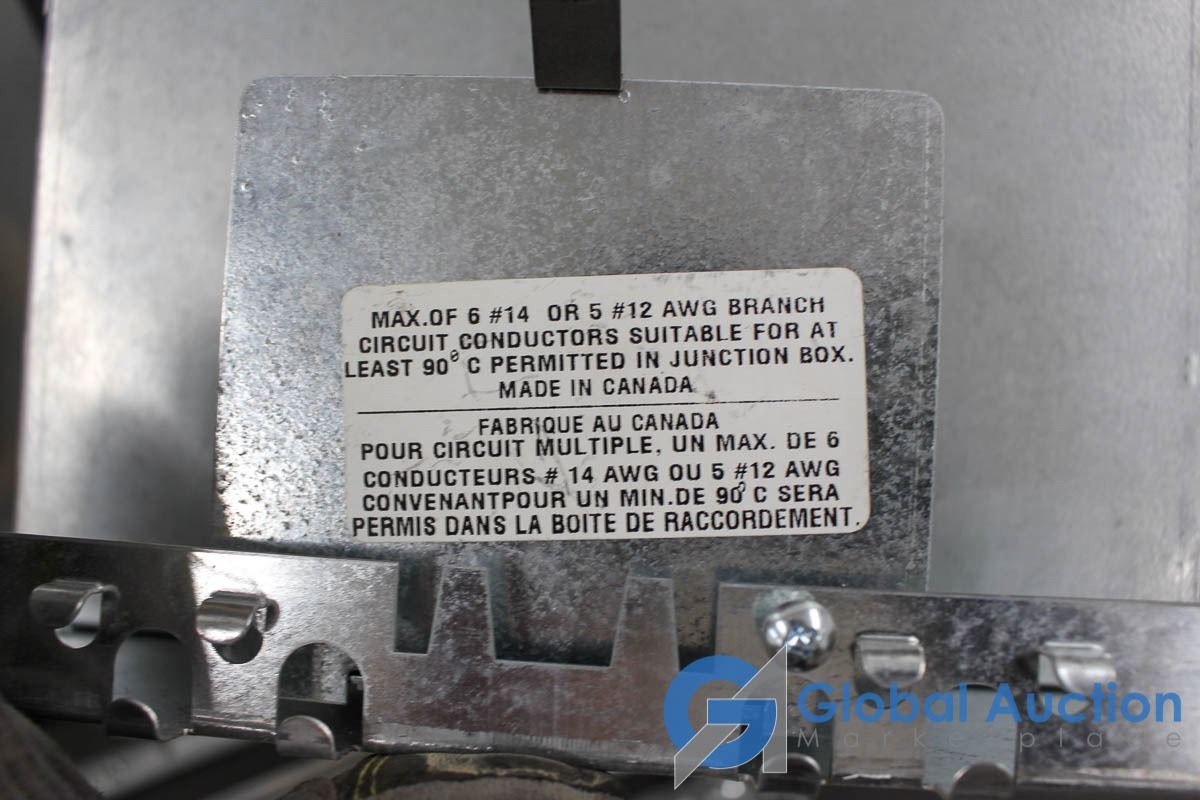 MAX.OF 6 #14 OR 5 #12 AWG BRANCH
CIRCUIT CONDUCTORS SUITABLE FOR AT
LEAST 90° C PERMITTED IN JUNCTION BOX.
MADE IN CANADA
FABRIQUE AU CANADA
POUR CIRCUIT MULTIPLE, UN MAX. DE 6
CONDUCTEURS # 14 AWG OU 5 #12 AWG
CONVENANTPOUR UN MIN.DE 90° C SERA
PERMIS DANS LA BOITE DE RACCORDEMENT.
Global Auction
Marketplace